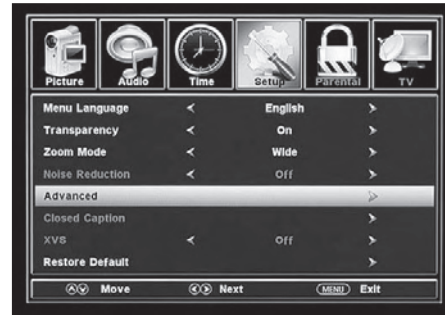 Picture Audio Time Setup Parental TV
Menu Language English
Transparency On
Zoom Mode Wide
Noise Reduction Off
Advanced
Closed Caption
XVS Off
Restore Default
Move Next MENU Exit